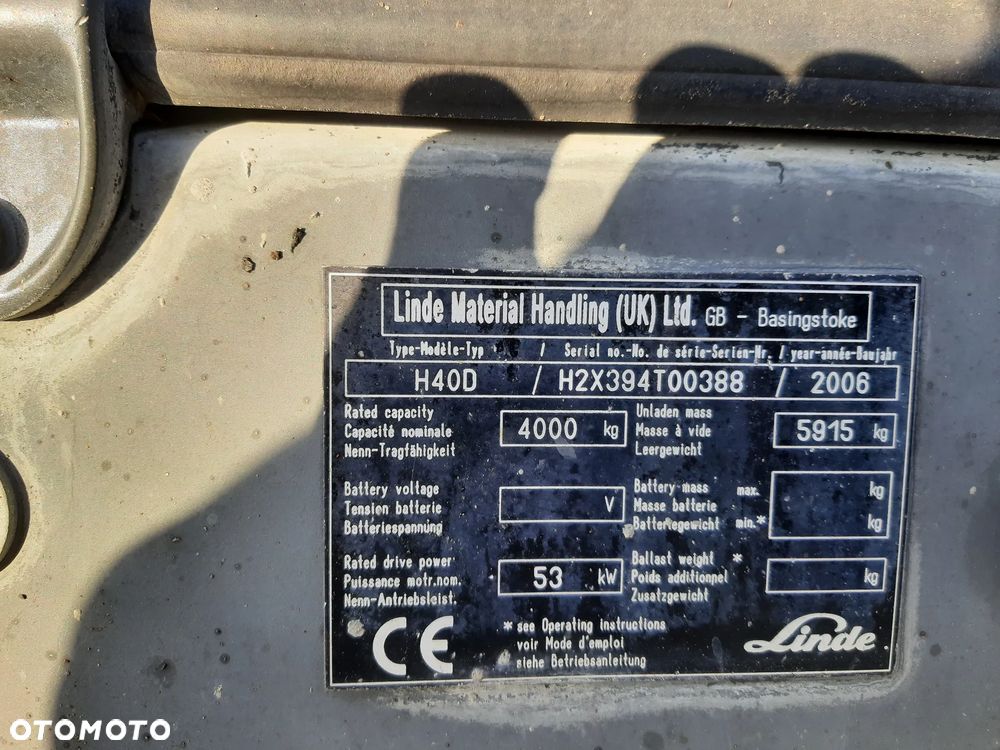 Linde Material Handling (UK) Ltd. GB - Basingstoke
Type-Modèle-Typ / Serial no.-No. de série-Serien-Nr. / year-année-Baujahr
H40D / H2X394T00388 / 2006
Rated capacity
Capacité nominale
Nenn-Tragfähigkeit
4000 kg
Unladen mass
Masse à vide
Leergewicht
5915 kg
Battery voltage
Tension batterie
Batteriespannung
V
Battery mass max.
Masse batterie
Batteriegewicht min.*
kg
kg
Rated drive power
Puissance motr.nom.
Nenn-Antriebsleist.
53 kW
Ballast weight *
Poids additionnel
Zusatzgewicht
kg
CE
* see Operating instructions
voir Mode d'emploi
siehe Betriebsanleitung
Linde
OTOMOTO